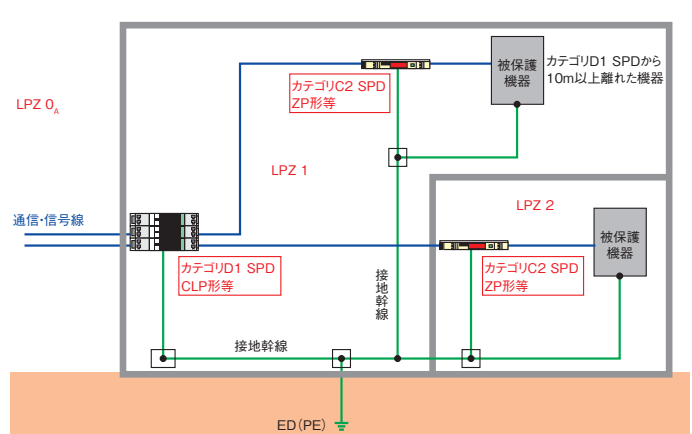 被保護
機器
カテゴリD1 SPDから
10m以上離れた機器
カテゴリC2 SPD
ZP形等
LPZ 0A
LPZ 1
LPZ 2
通信・信号線
被保護
機器
カテゴリD1 SPD
CLP形等
カテゴリC2 SPD
ZP形等
接地幹線
接地幹線
ED(PE)